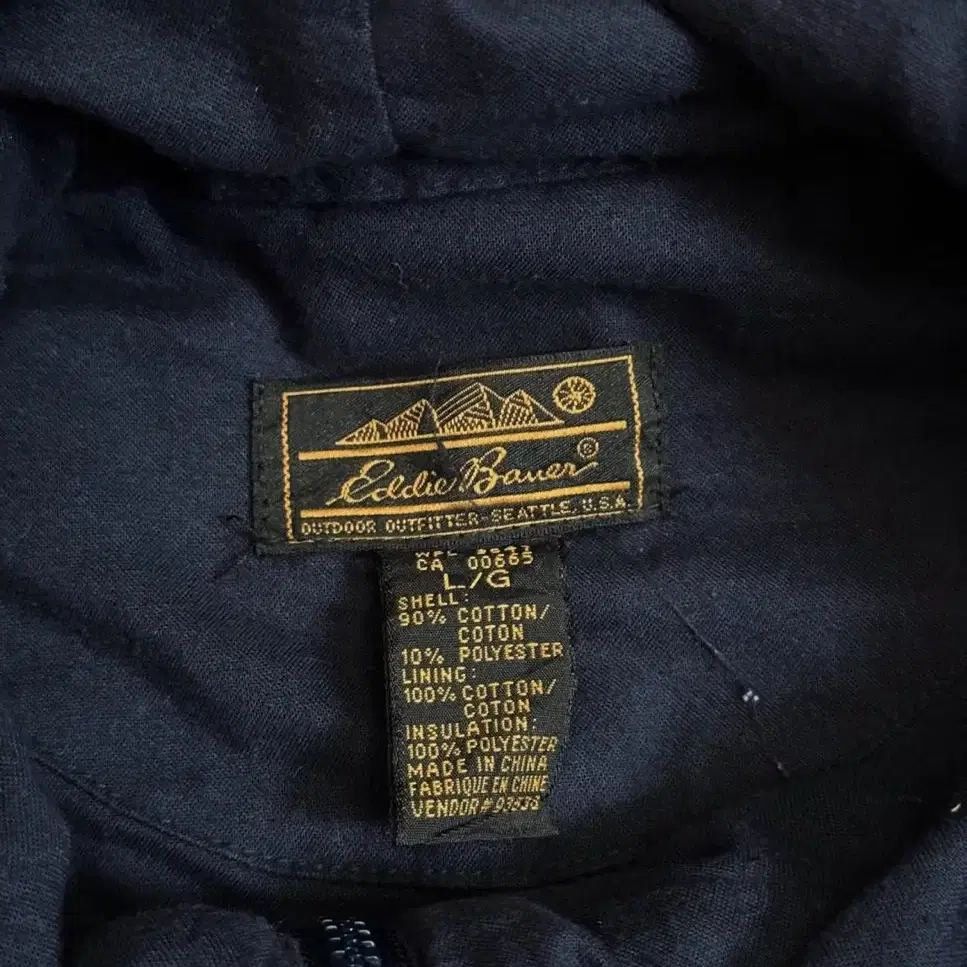 Eddie Bauer®
OUTDOOR OUTFITTER-SEATTLE, U.S.A.
CA 00665
L/G
SHELL:
90% COTTON/
COTON
10% POLYESTER
LINING:
100% COTTON/
COTON
INSULATION:
100% POLYESTER
MADE IN CHINA
FABRIQUE EN CHINE
VENDOR#